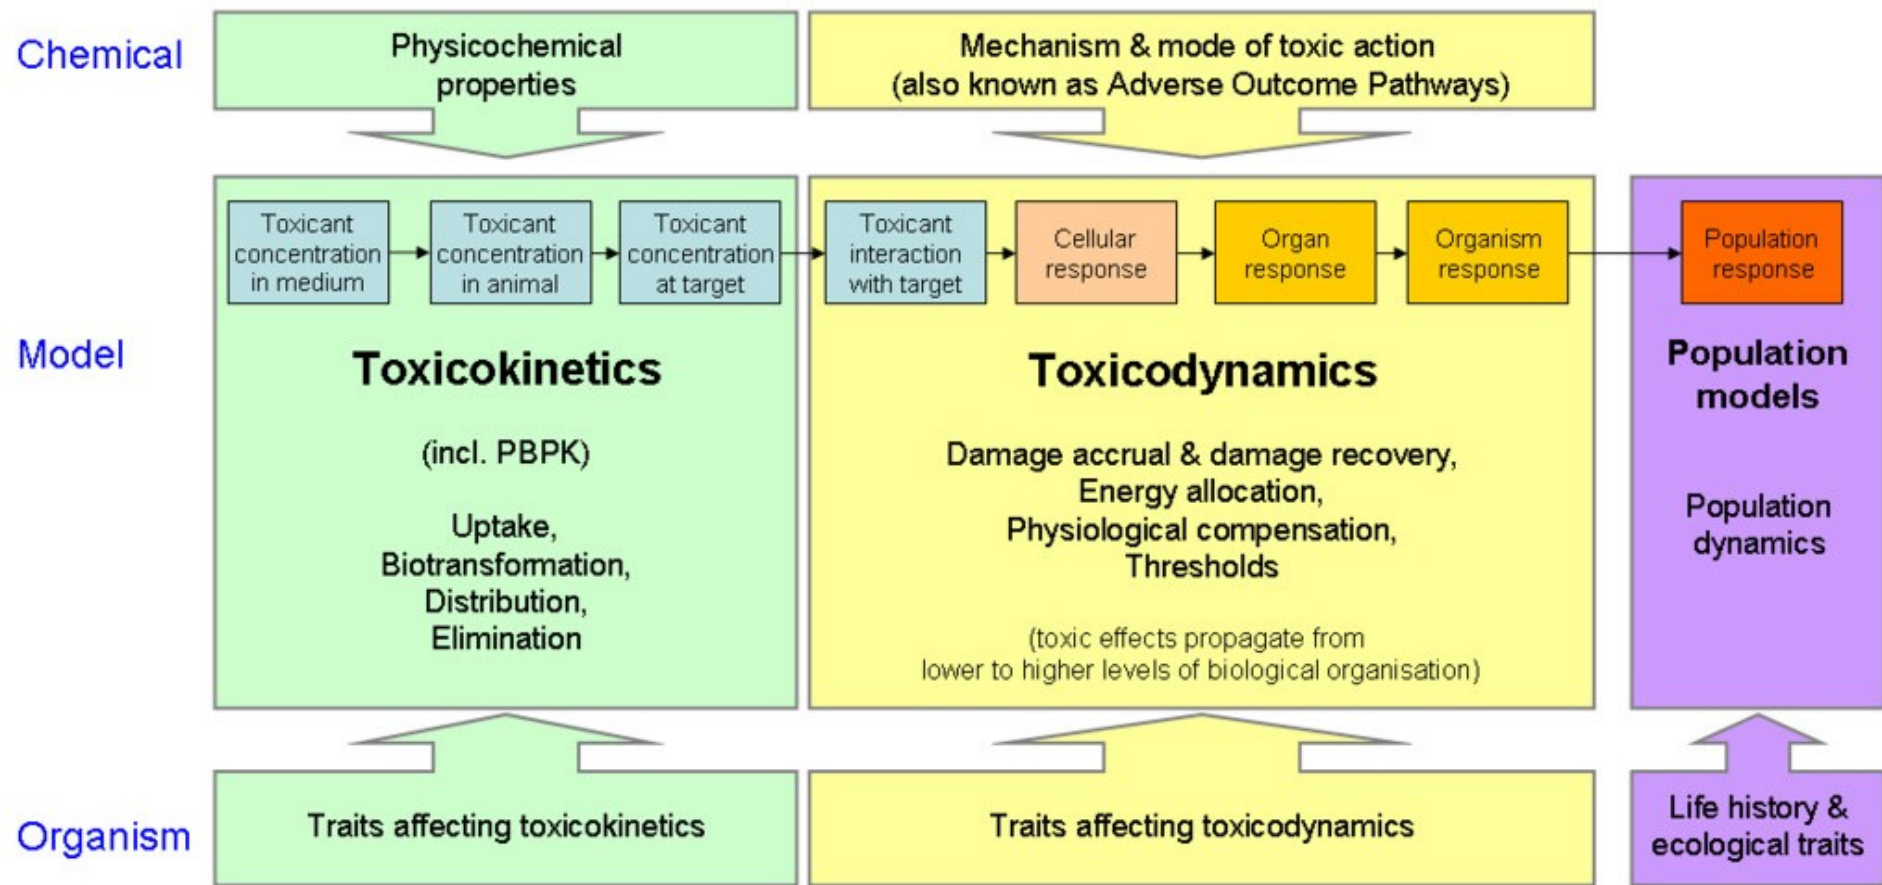 Chemical
Physicochemical
properties
Mechanism & mode of toxic action
(also known as Adverse Outcome Pathways)
Model
Toxicant
concentration
in medium
Toxicant
concentration
in animal
Toxicant
concentration
at target
Toxicant
interaction
with target
Cellular
response
Organ
response
Organism
response
Population
response
Toxicokinetics
(incl. PBPK)
Uptake,
Biotransformation,
Distribution,
Elimination
Toxicodynamics
Damage accrual & damage recovery,
Energy allocation,
Physiological compensation,
Thresholds
(toxic effects propagate from
lower to higher levels of biological organisation)
Population
models
Population
dynamics
Organism
Traits affecting toxicokinetics
Traits affecting toxicodynamics
Life history &
ecological traits